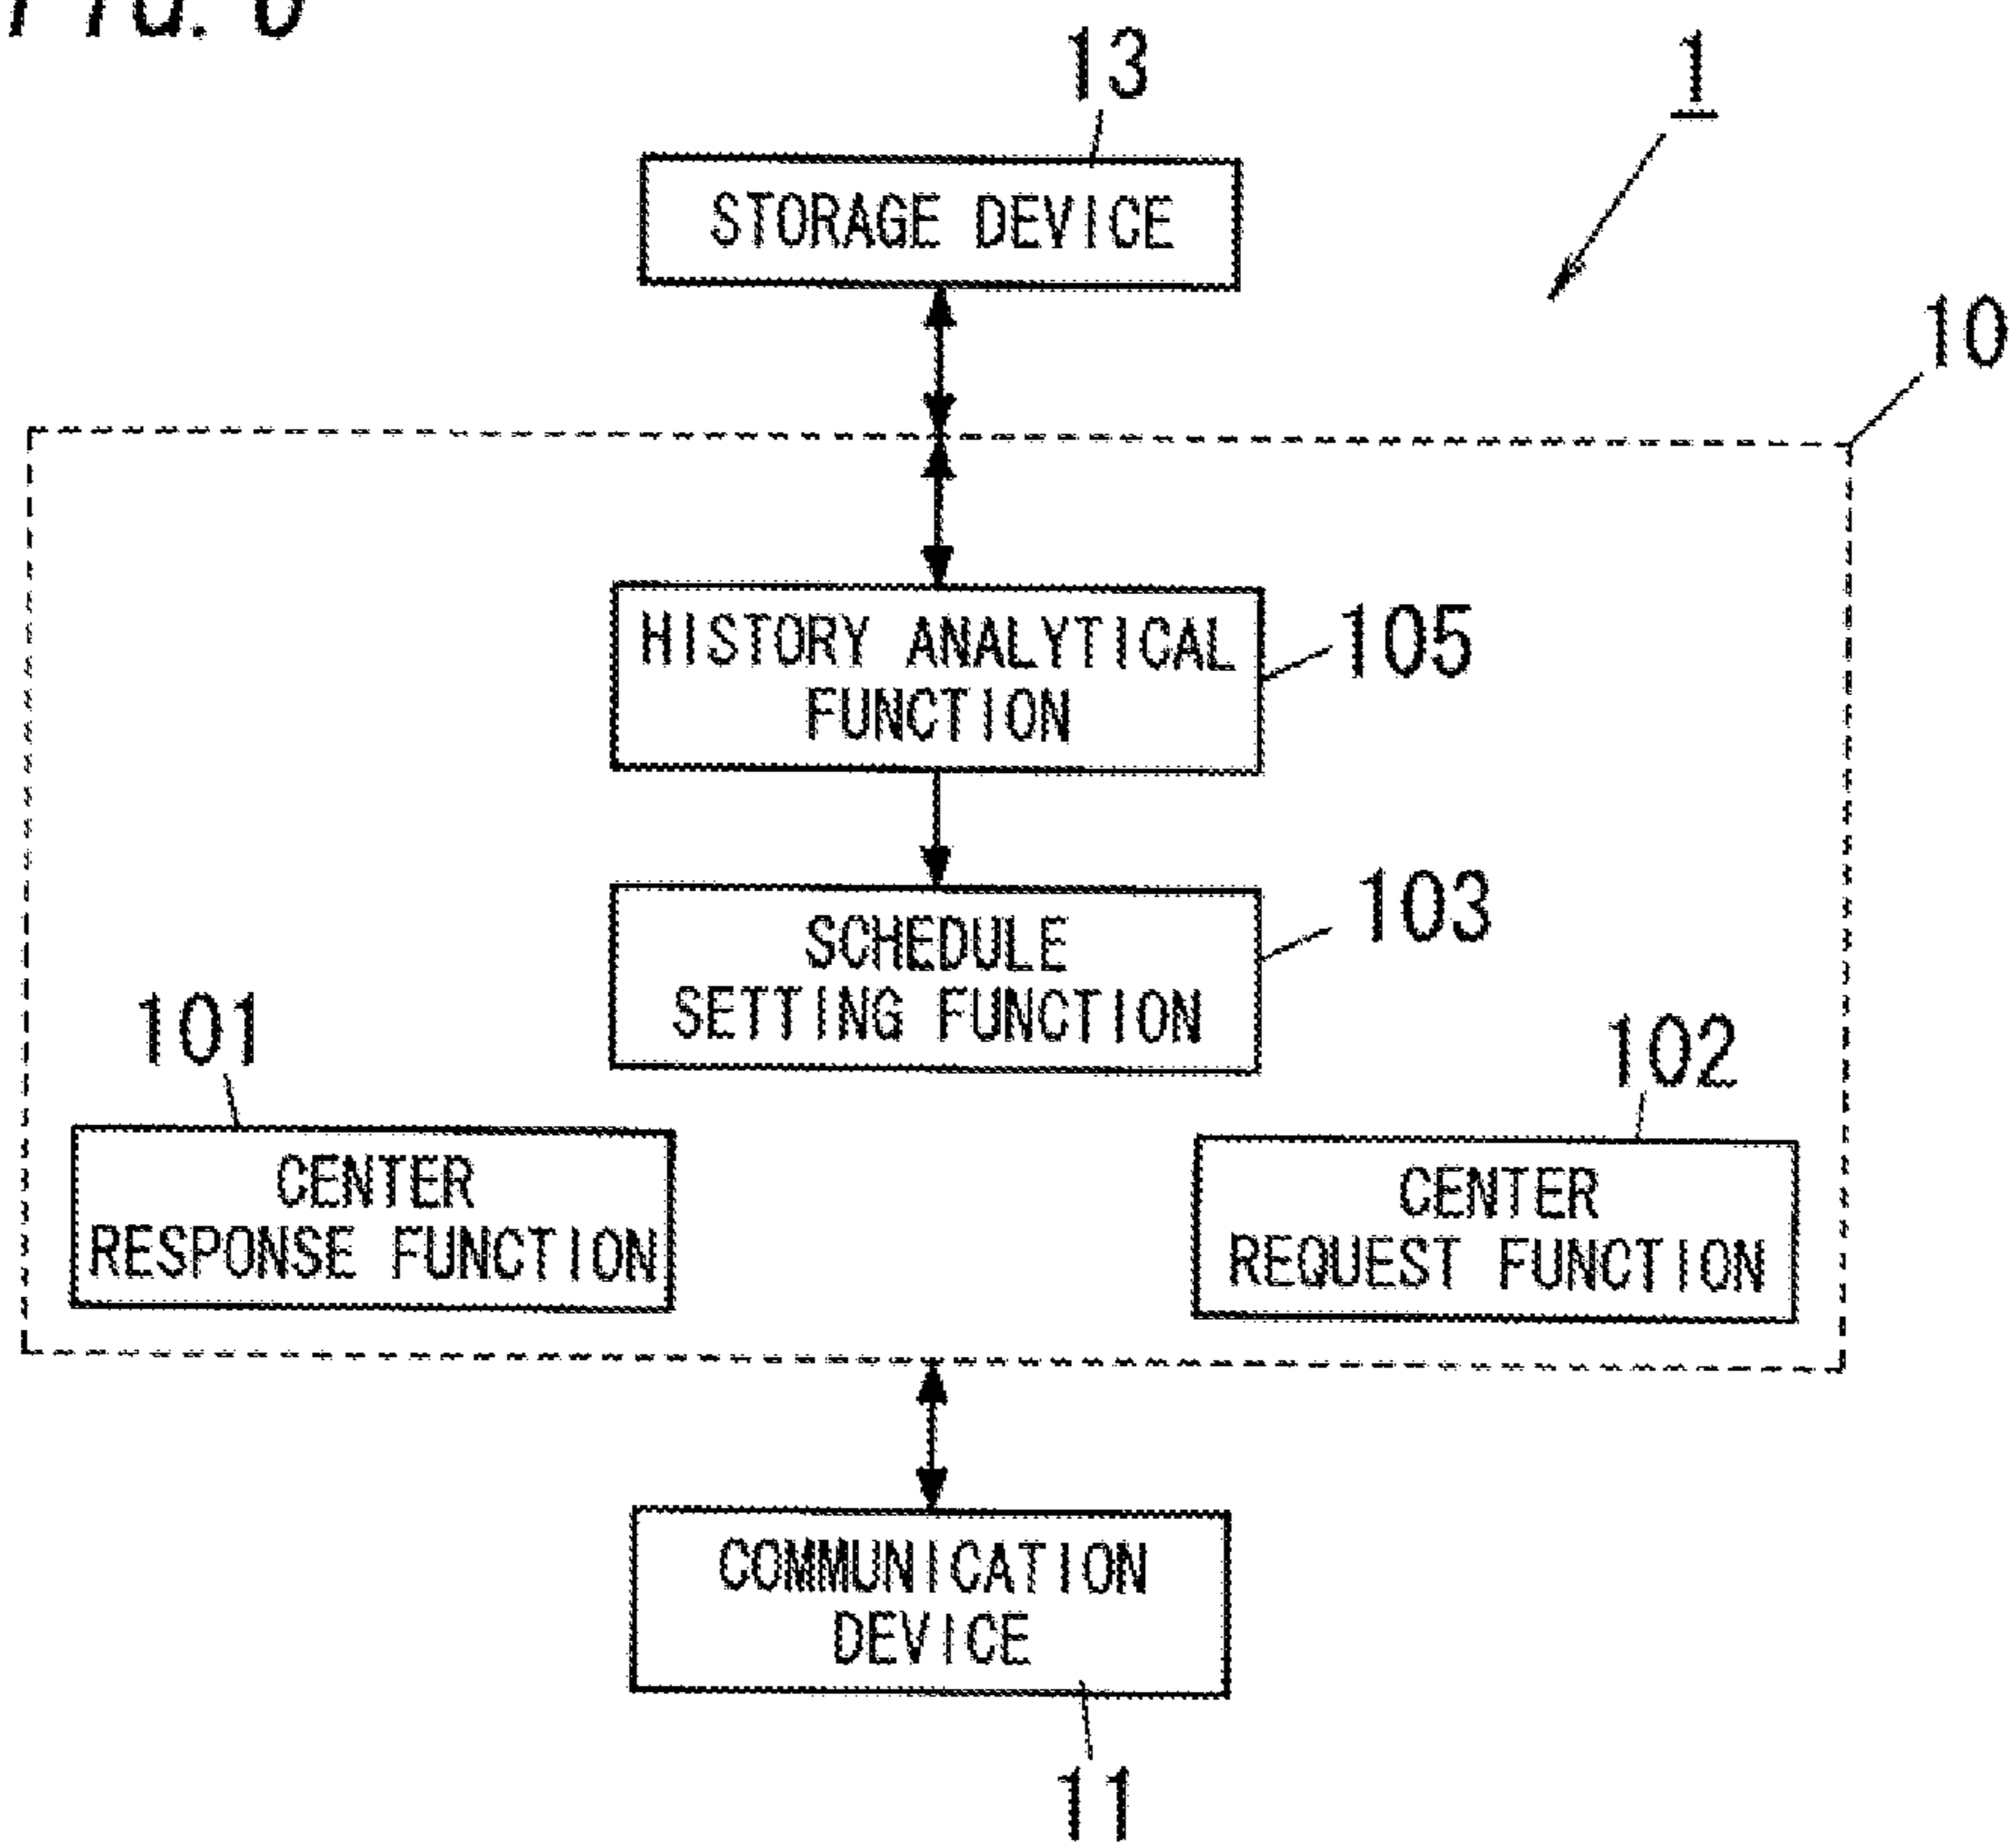 13
1
STORAGE DEVICE
10
HISTORY ANALYTICAL
FUNCTION
105
SCHEDULE
SETTING FUNCTION
103
101
CENTER
RESPONSE FUNCTION
102
CENTER
REQUEST FUNCTION
COMMUNICATION
DEVICE
11